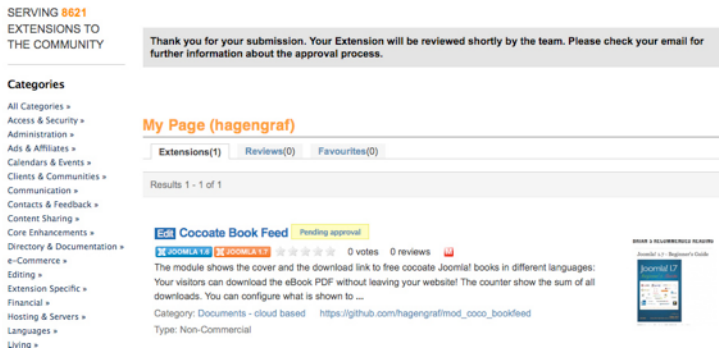 SERVING 8621
EXTENSIONS TO
THE COMMUNITY
Categories
All Categories »
Access & Security »
Administration »
Ads & Affiliates »
Calendars & Events »
Clients & Communities »
Communication »
Contacts & Feedback »
Content Sharing »
Core Enhancements »
Directory & Documentation »
e-Commerce »
Editing »
Extension Specific »
Financial »
Hosting & Servers »
Languages »
Living »
Thank you for your submission. Your Extension will be reviewed shortly by the team. Please check your email for
further information about the approval process.
My Page (hagengraf)
Extensions(1) Reviews(0) Favourites(0)
Results 1 - 1 of 1
Edit Cocoate Book Feed Pending approval
JOOMLA 1.6 JOOMLA 1.7 0 votes 0 reviews
The module shows the cover and the download link to free cocoate Joomla! books in different languages:
Your visitors can download the eBook PDF without leaving your website! The counter show the sum of all
downloads. You can configure what is shown to ...
Category: Documents - cloud based https://github.com/hagengraf/mod_coco_bookfeed
Type: Non-Commercial
RECOMMENDED READING
Joomla! 1.7 - Beginner's Guide
Joomla! 1.7